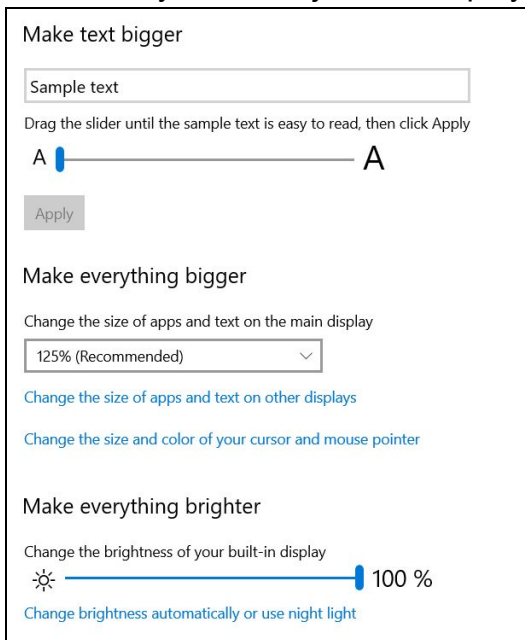 Make text bigger
Sample text
Drag the slider until the sample text is easy to read, then click Apply
A A
Apply
Make everything bigger
Change the size of apps and text on the main display
125% (Recommended)
Change the size of apps and text on other displays
Change the size and color of your cursor and mouse pointer
Make everything brighter
Change the brightness of your built-in display
100 %
Change brightness automatically or use night light